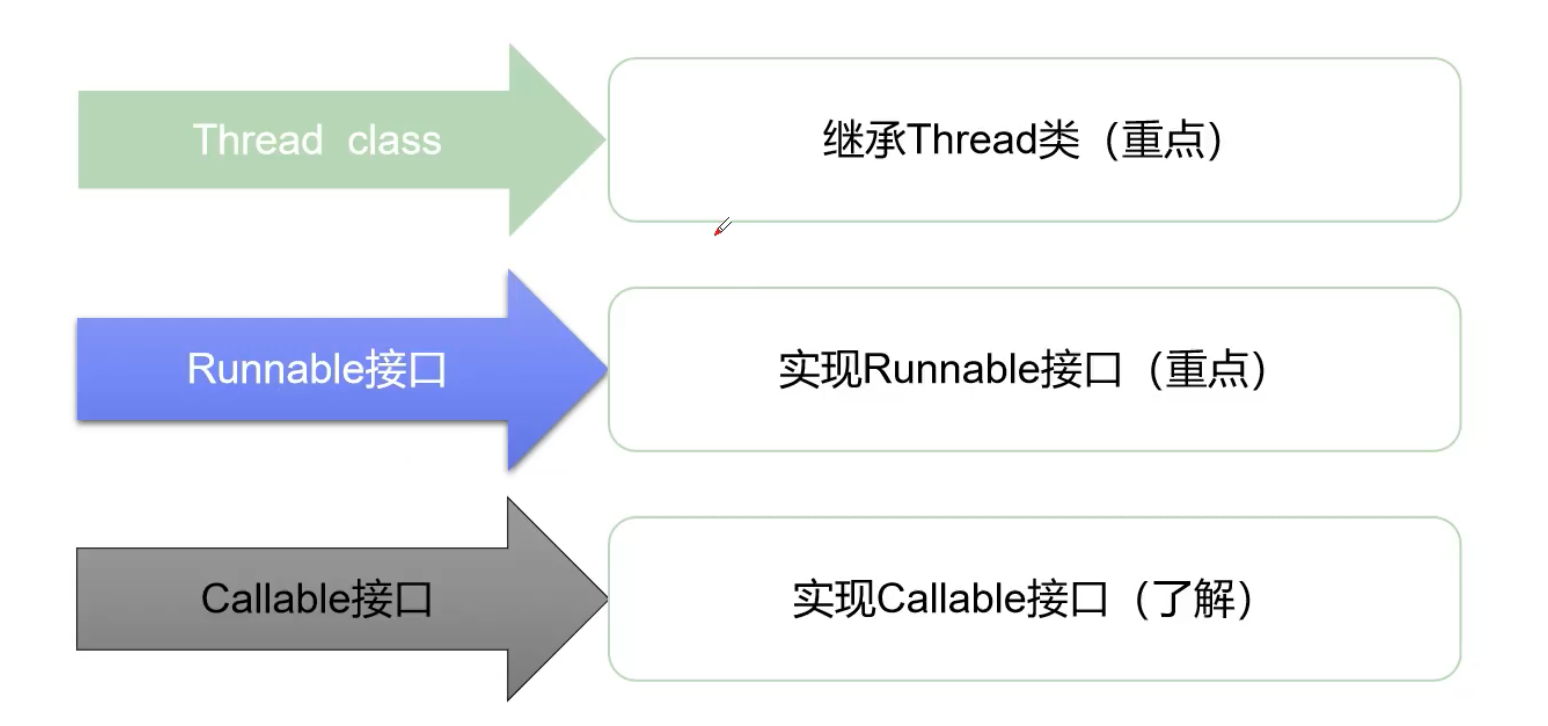 Thread  class
继承Thread类（重点）
Runnable接口
实现Runnable接口（重点）
Callable接口
实现Callable接口（了解）